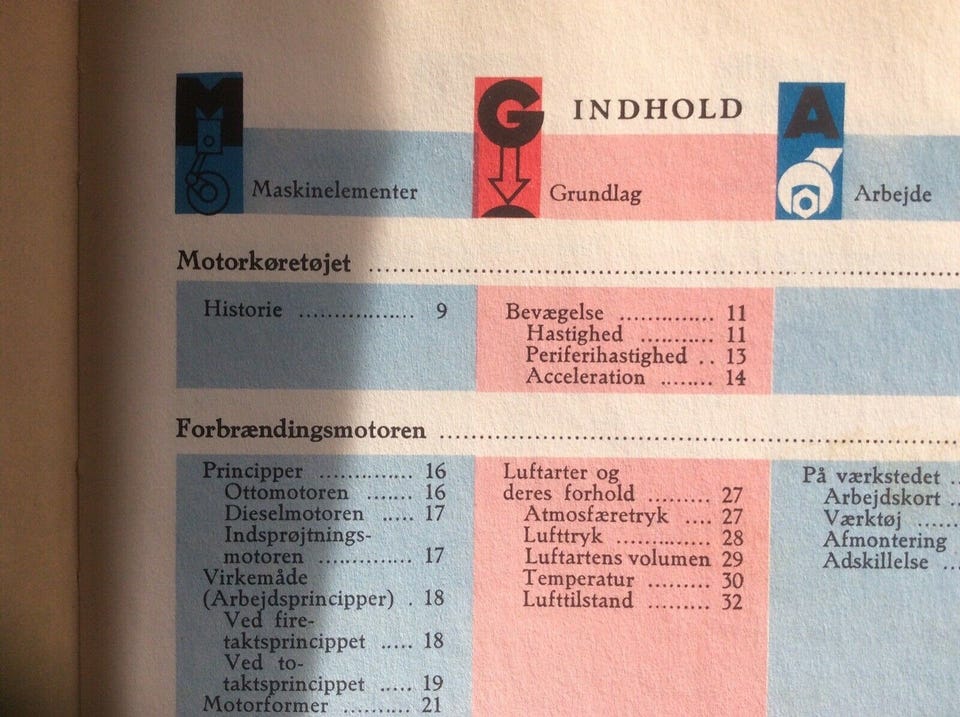 M G INDHOLD A
Maskinelementer Grundlag Arbejde
Motorkøretøjet ................................................
Historie ................ 9
Bevægelse .............. 11
Hastighed ........... 11
Periferihastighed .. 13
Acceleration ........ 14
Forbrændingsmotoren ................................................
Principper .............. 16
Ottomotoren ....... 16
Dieselmotoren ..... 17
Indsprøjtnings-
motoren .............. 17
Virkemåde
(Arbejdsprincipper) . 18
Ved fire-
taktsprincippet ..... 18
Ved to-
taktsprincippet ..... 19
Motorformer .......... 21
Luftarter og
deres forhold ......... 27
Atmosfæretryk .... 27
Lufttryk .............. 28
Luftartens volumen 29
Temperatur ......... 30
Lufttilstand ......... 32
På værkstedet ..
Arbejdskort ..
Værktøj ......
Afmontering
Adskillelse ...